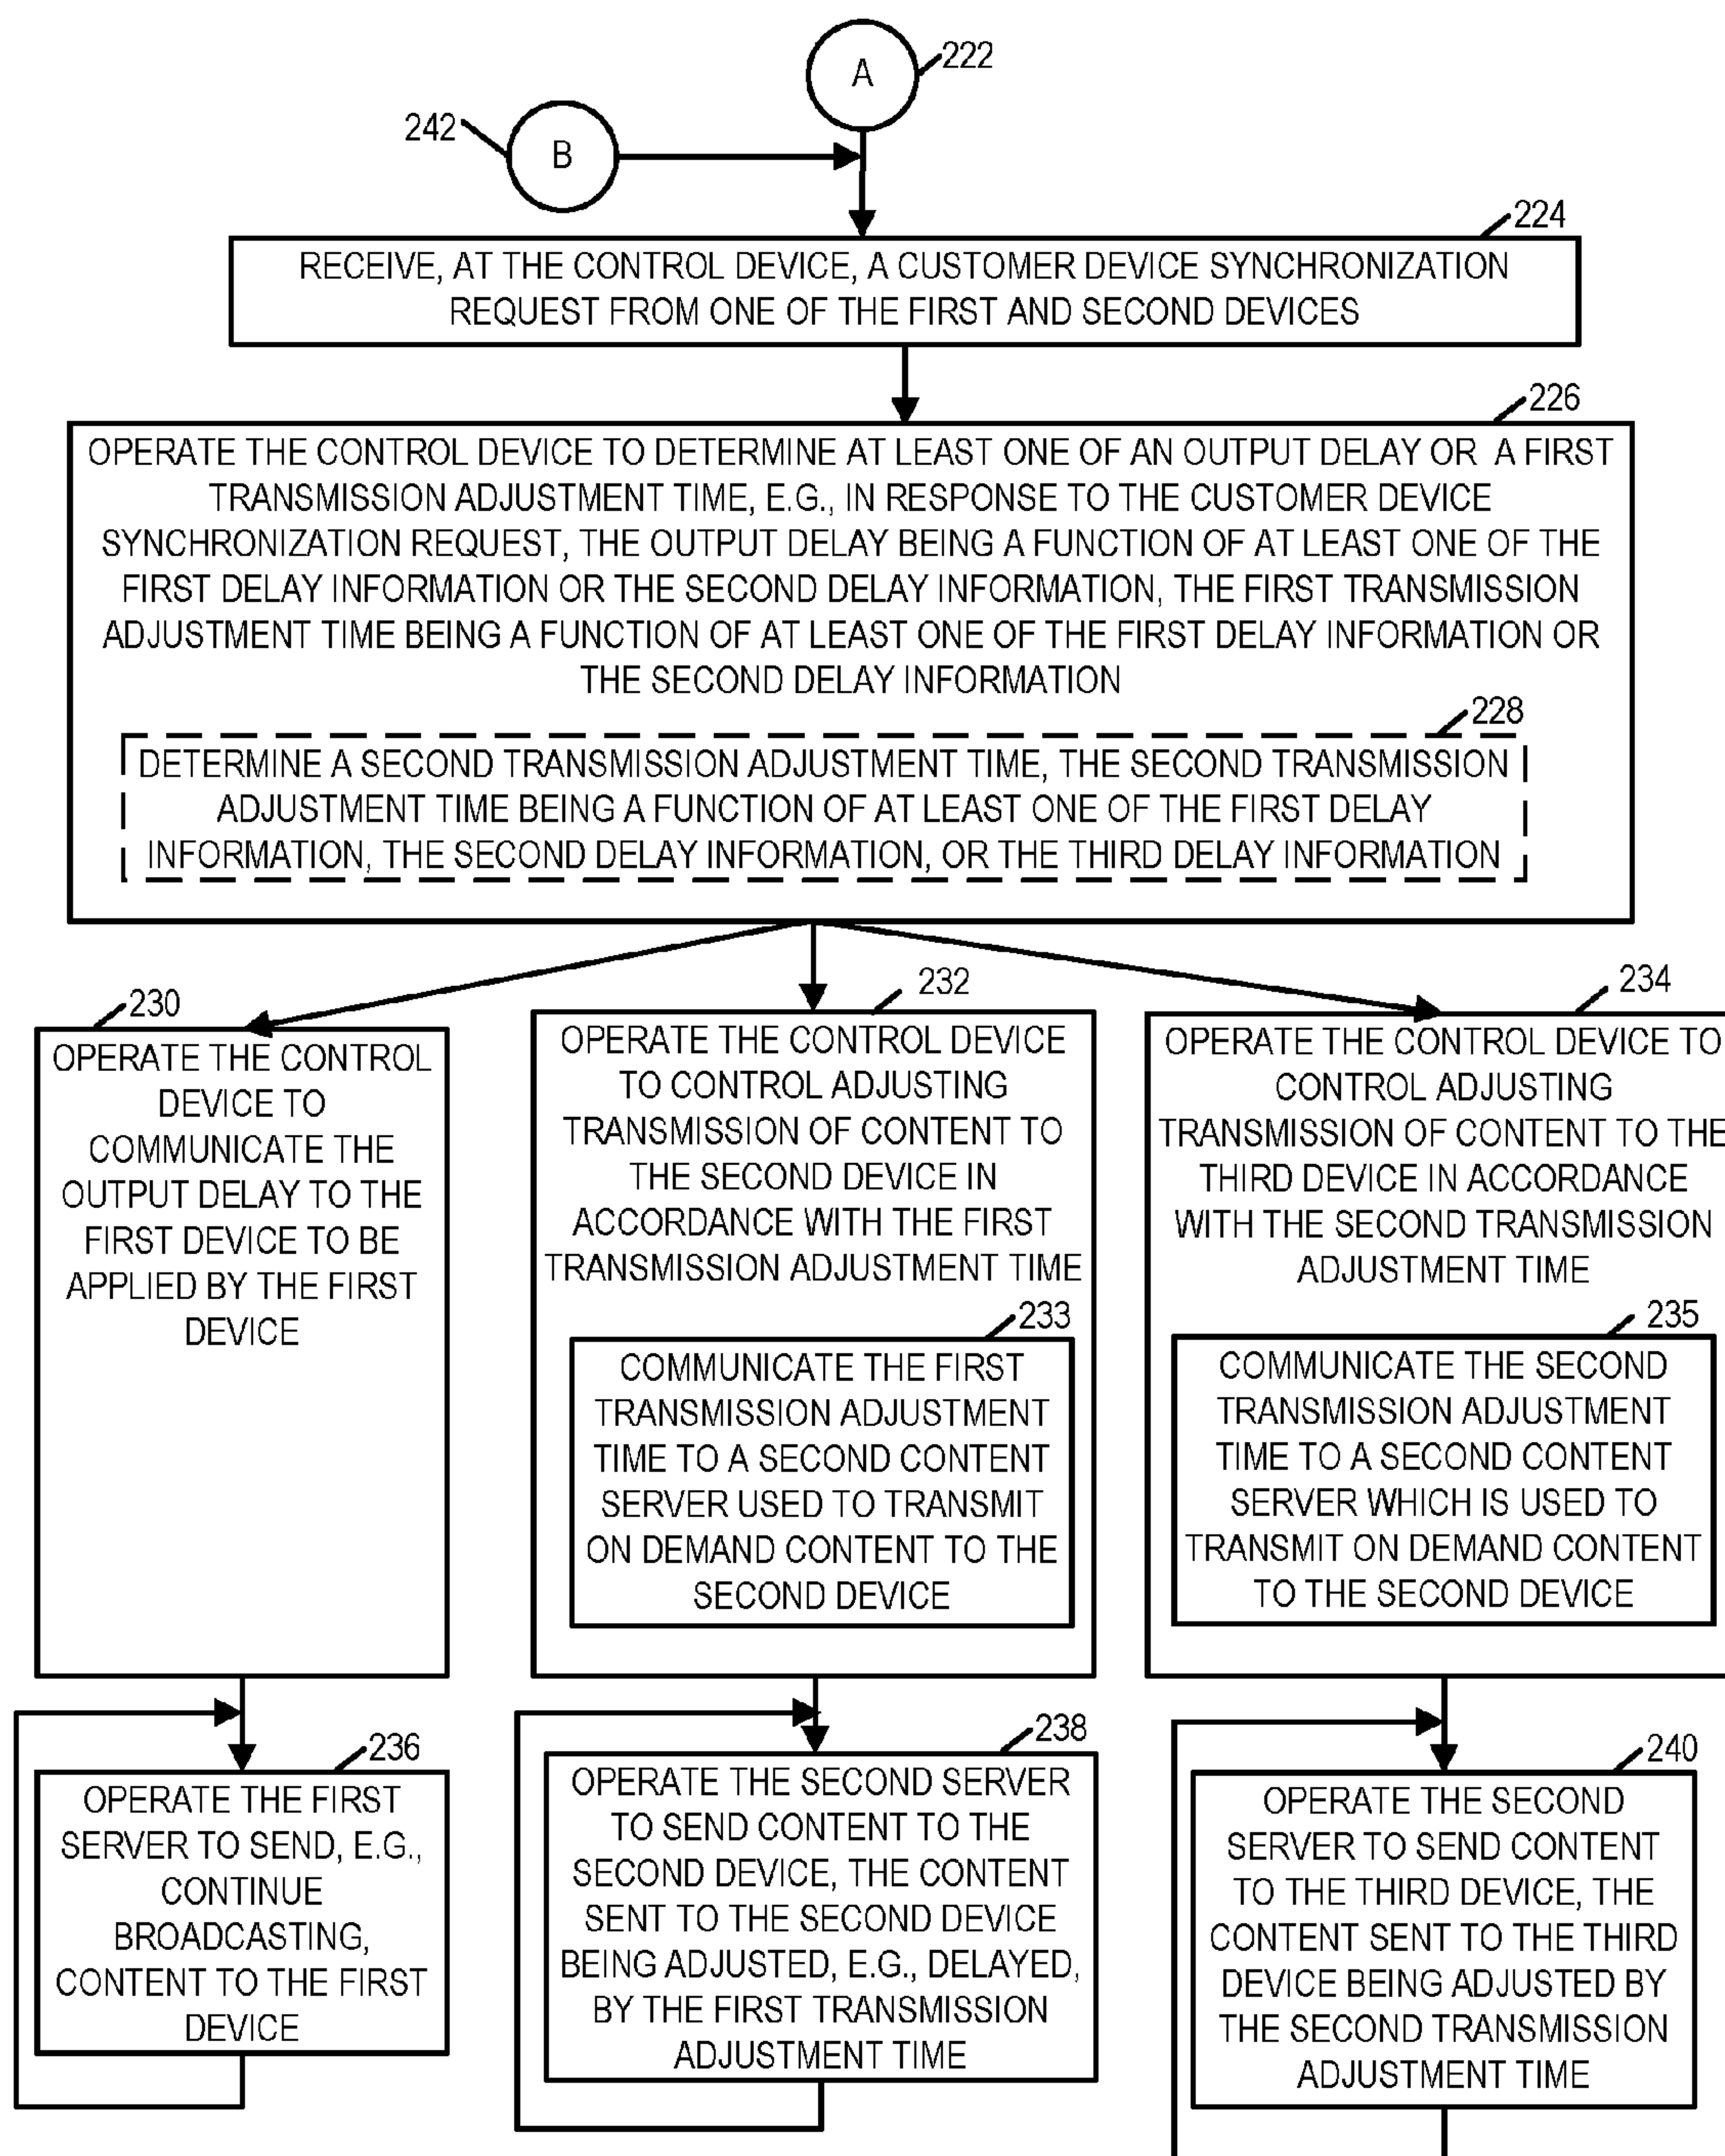 A
222
242
B
224
RECEIVE, AT THE CONTROL DEVICE, A CUSTOMER DEVICE SYNCHRONIZATION
REQUEST FROM ONE OF THE FIRST AND SECOND DEVICES
226
OPERATE THE CONTROL DEVICE TO DETERMINE AT LEAST ONE OF AN OUTPUT DELAY OR A FIRST
TRANSMISSION ADJUSTMENT TIME, E.G., IN RESPONSE TO THE CUSTOMER DEVICE
SYNCHRONIZATION REQUEST, THE OUTPUT DELAY BEING A FUNCTION OF AT LEAST ONE OF THE
FIRST DELAY INFORMATION OR THE SECOND DELAY INFORMATION, THE FIRST TRANSMISSION
ADJUSTMENT TIME BEING A FUNCTION OF AT LEAST ONE OF THE FIRST DELAY INFORMATION OR
THE SECOND DELAY INFORMATION
228
DETERMINE A SECOND TRANSMISSION ADJUSTMENT TIME, THE SECOND TRANSMISSION
ADJUSTMENT TIME BEING A FUNCTION OF AT LEAST ONE OF THE FIRST DELAY
INFORMATION, THE SECOND DELAY INFORMATION, OR THE THIRD DELAY INFORMATION
230
OPERATE THE CONTROL
DEVICE TO
COMMUNICATE THE
OUTPUT DELAY TO THE
FIRST DEVICE TO BE
APPLIED BY THE FIRST
DEVICE
232
OPERATE THE CONTROL DEVICE
TO CONTROL ADJUSTING
TRANSMISSION OF CONTENT TO
THE SECOND DEVICE IN
ACCORDANCE WITH THE FIRST
TRANSMISSION ADJUSTMENT TIME
233
COMMUNICATE THE FIRST
TRANSMISSION ADJUSTMENT
TIME TO A SECOND CONTENT
SERVER USED TO TRANSMIT
ON DEMAND CONTENT TO THE
SECOND DEVICE
234
OPERATE THE CONTROL DEVICE TO
CONTROL ADJUSTING
TRANSMISSION OF CONTENT TO THE
THIRD DEVICE IN ACCORDANCE
WITH THE SECOND TRANSMISSION
ADJUSTMENT TIME
235
COMMUNICATE THE SECOND
TRANSMISSION ADJUSTMENT
TIME TO A SECOND CONTENT
SERVER WHICH IS USED TO
TRANSMIT ON DEMAND CONTENT
TO THE SECOND DEVICE
236
OPERATE THE FIRST
SERVER TO SEND, E.G.,
CONTINUE
BROADCASTING,
CONTENT TO THE FIRST
DEVICE
238
OPERATE THE SECOND SERVER
TO SEND CONTENT TO THE
SECOND DEVICE, THE CONTENT
SENT TO THE SECOND DEVICE
BEING ADJUSTED, E.G., DELAYED,
BY THE FIRST TRANSMISSION
ADJUSTMENT TIME
240
OPERATE THE SECOND
SERVER TO SEND CONTENT
TO THE THIRD DEVICE, THE
CONTENT SENT TO THE THIRD
DEVICE BEING ADJUSTED BY
THE SECOND TRANSMISSION
ADJUSTMENT TIME